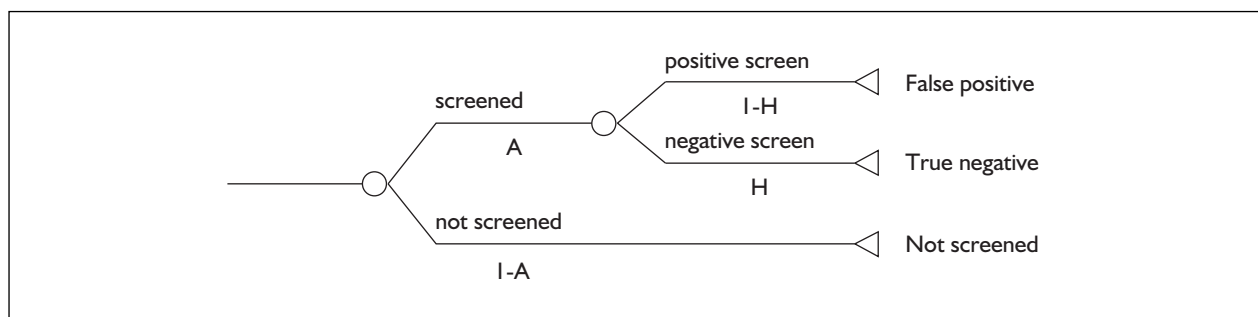 positive screen
False positive
1-H
screened
A
negative screen
True negative
H
not screened
Not screened
1-A